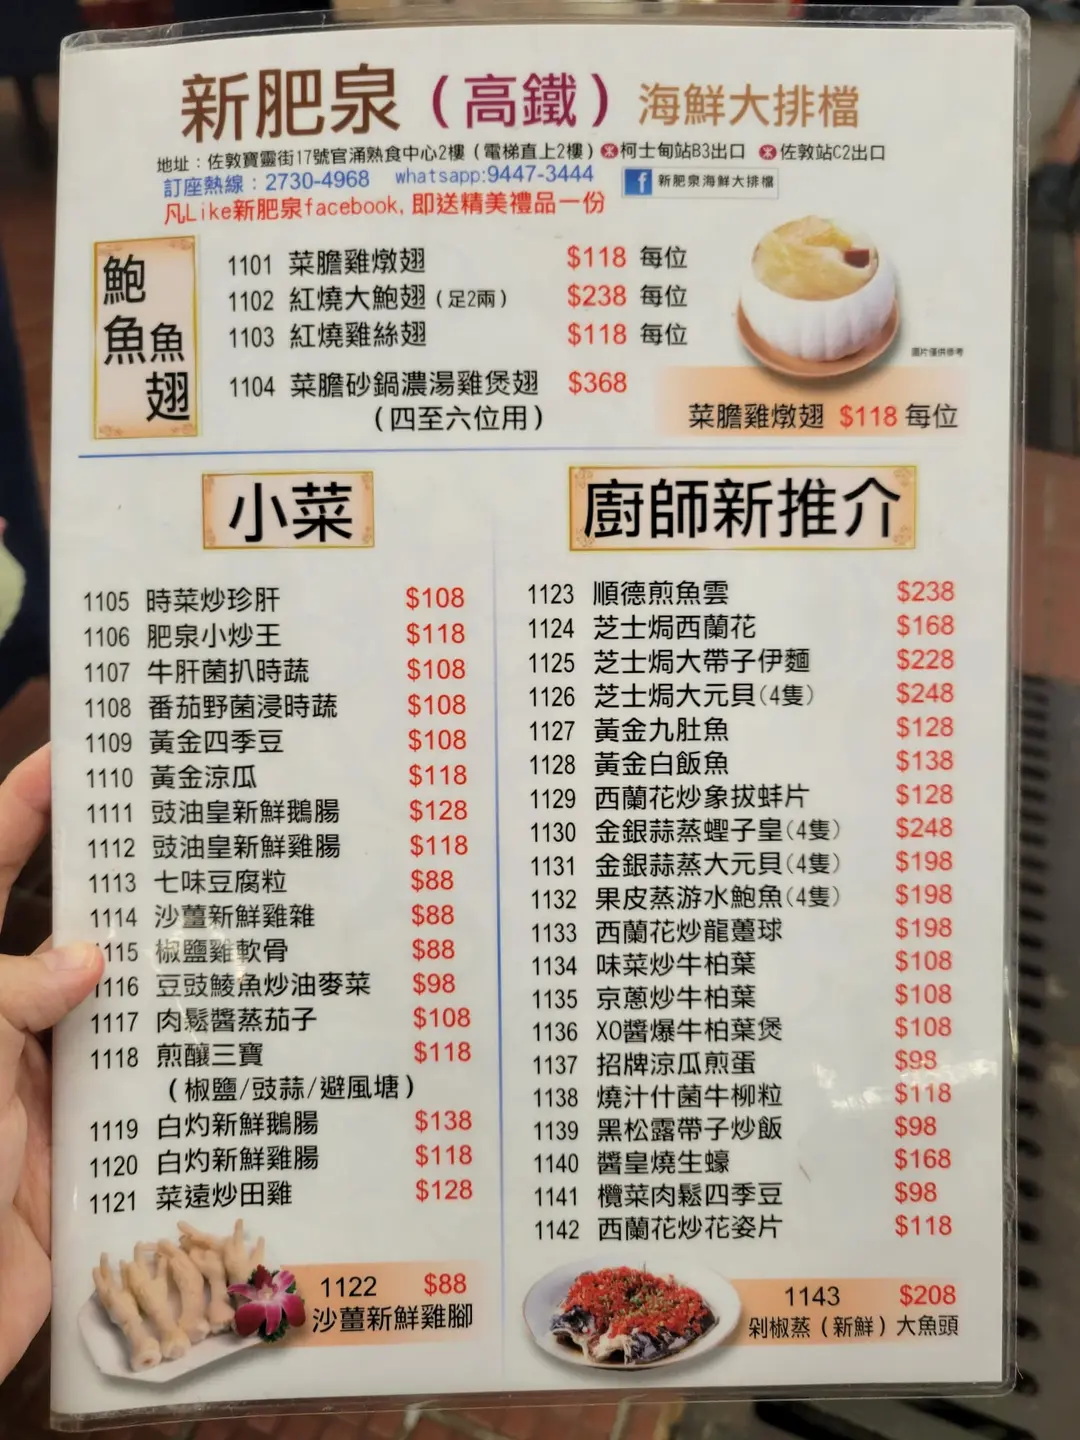 新肥泉（高鐵）海鮮大排檔
地址：佐敦寶靈街17號官涌熟食中心2樓（電梯直上2樓）柯士甸站B3出口 佐敦站C2出口
訂座熱線：2730-4968 whatsapp:9447-3444 f 新肥泉海鮮大排檔
凡Like新肥泉facebook,即送精美禮品一份
鮑魚魚翅
1101 菜膽雞燉翅 $118 每位
1102 紅燒大鮑翅（足2兩） $238 每位
1103 紅燒雞絲翅 $118 每位
1104 菜膽砂鍋濃湯雞煲翅 $368
（四至六位用）
圖片僅供參考
菜膽雞燉翅 $118 每位
小菜
1105 時菜炒珍肝 $108
1106 肥泉小炒王 $118
1107 牛肝菌扒時蔬 $108
1108 番茄野菌浸時蔬 $108
1109 黃金四季豆 $108
1110 黃金涼瓜 $118
1111 豉油皇新鮮鵝腸 $128
1112 豉油皇新鮮雞腸 $118
1113 七味豆腐粒 $88
1114 沙薑新鮮雞雜 $88
1115 椒鹽雞軟骨 $88
1116 豆豉鯪魚炒油麥菜 $98
1117 肉鬆醬蒸茄子 $108
1118 煎釀三寶 $118
（椒鹽/豉蒜/避風塘）
1119 白灼新鮮鵝腸 $138
1120 白灼新鮮雞腸 $118
1121 菜遠炒田雞 $128
1122 $88
沙薑新鮮雞腳
廚師新推介
1123 順德煎魚雲 $238
1124 芝士焗西蘭花 $168
1125 芝士焗大帶子伊麵 $228
1126 芝士焗大元貝(4隻) $248
1127 黃金九肚魚 $128
1128 黃金白飯魚 $138
1129 西蘭花炒象拔蚌片 $128
1130 金銀蒜蒸蟶子皇(4隻) $248
1131 金銀蒜蒸大元貝(4隻) $198
1132 果皮蒸游水鮑魚(4隻) $198
1133 西蘭花炒龍躉球 $198
1134 味菜炒牛柏葉 $108
1135 京蔥炒牛柏葉 $108
1136 XO醬爆牛柏葉煲 $108
1137 招牌涼瓜煎蛋 $98
1138 燒汁什菌牛柳粒 $118
1139 黑松露帶子炒飯 $98
1140 醬皇燒生蠔 $168
1141 欖菜肉鬆四季豆 $98
1142 西蘭花炒花姿片 $118
1143 $208
剁椒蒸（新鮮）大魚頭